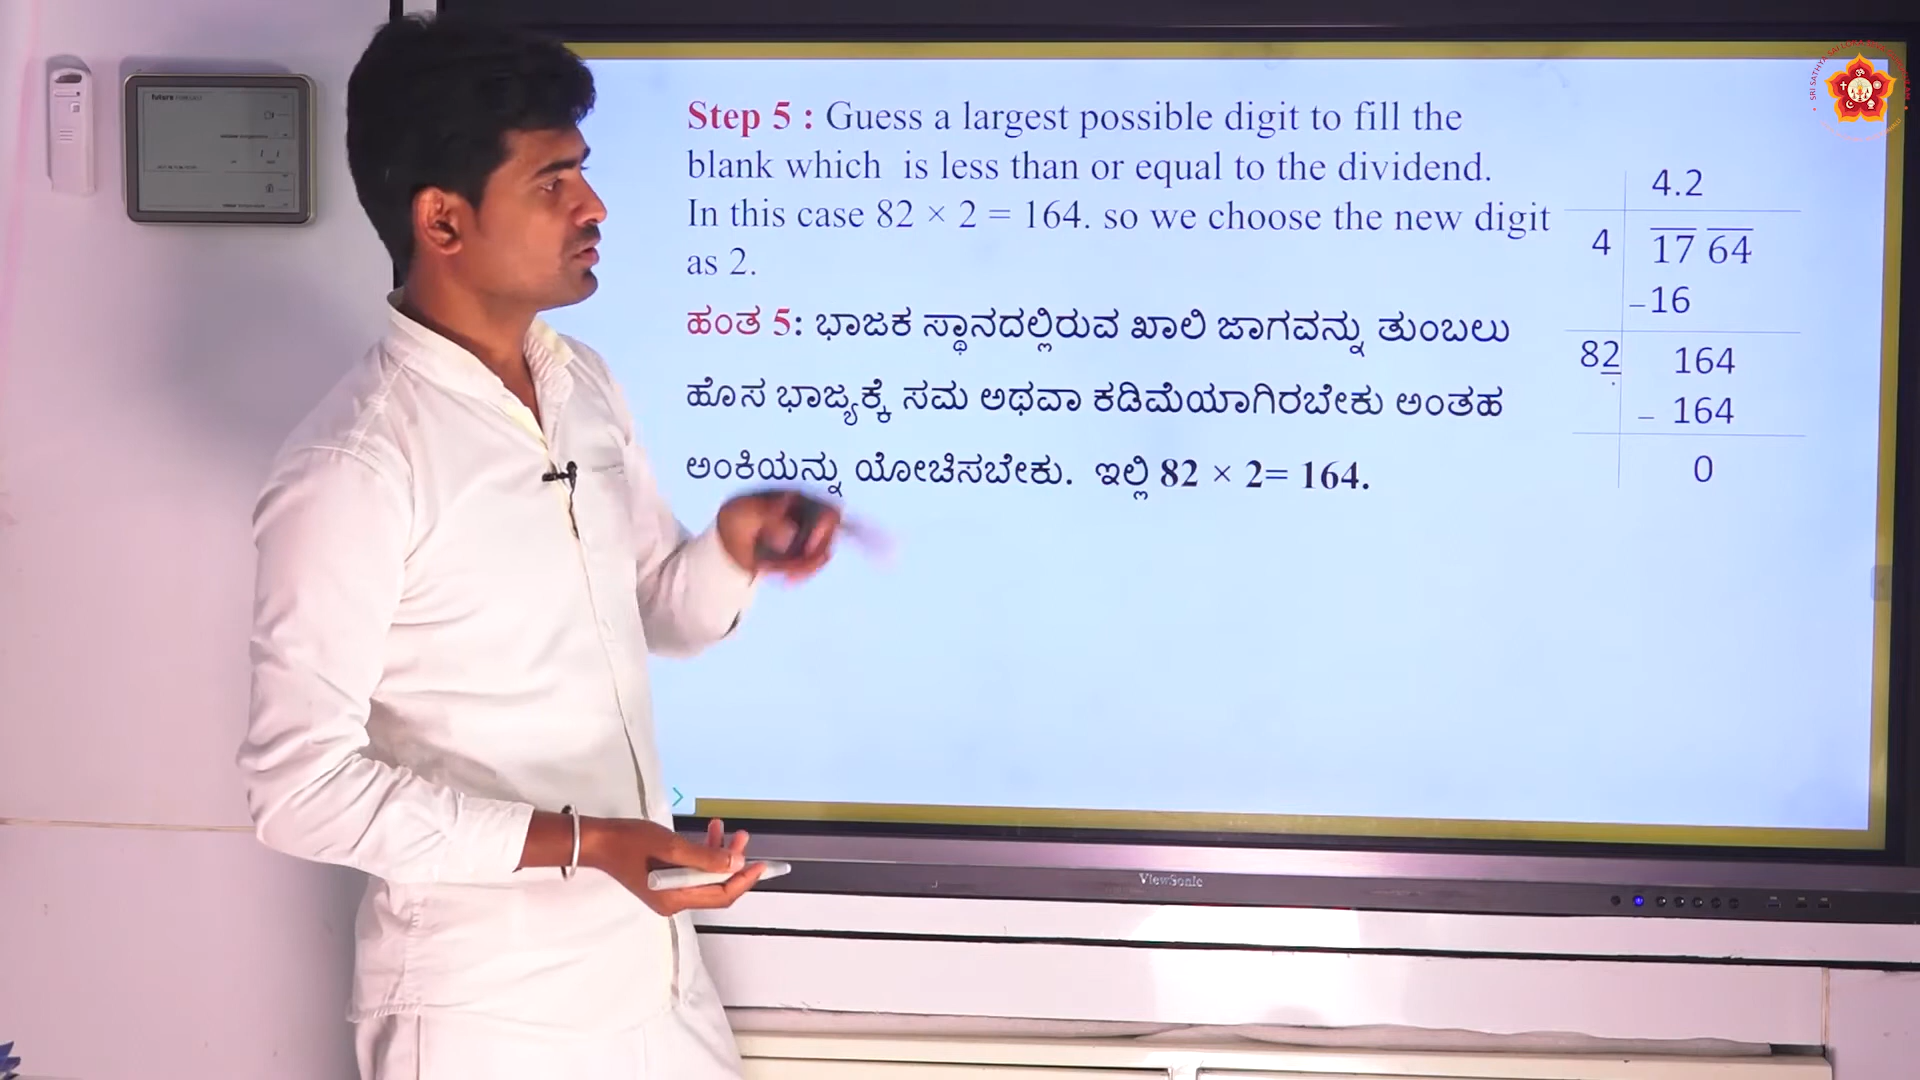 Step 5 : Guess a largest possible digit to fill the
blank which is less than or equal to the dividend.
In this case 82 × 2 = 164. so we choose the new digit
as 2.
ಹಂತ 5: ಭಾಜಕ ಸ್ಥಾನದಲ್ಲಿರುವ ಖಾಲಿ ಜಾಗವನ್ನು ತುಂಬಲು
ಹೊಸ ಭಾಜ್ಯಕ್ಕೆ ಸಮ ಅಥವಾ ಕಡಿಮೆಯಾಗಿರಬೇಕು ಅಂತಹ
ಅಂಕಿಯನ್ನು ಯೋಚಿಸಬೇಕು. ಇಲ್ಲಿ 82 × 2= 164.
4.2
4 17 64
–16
82 164
– 164
0
ViewSonic